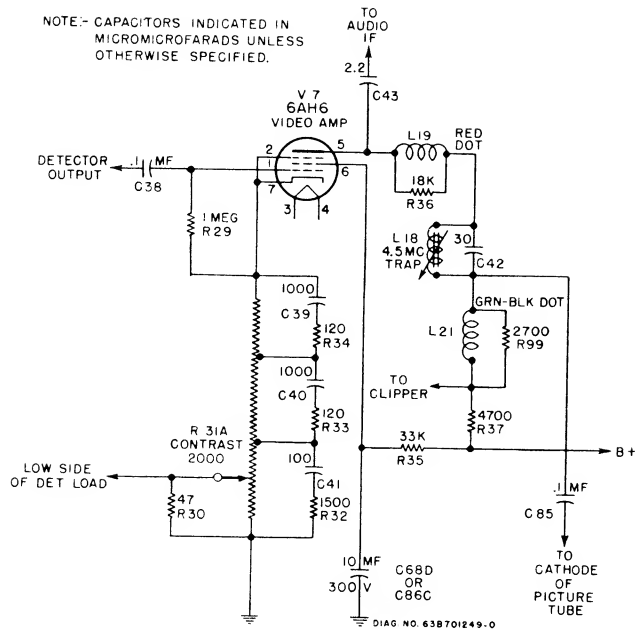 NOTE:- CAPACITORS INDICATED IN
MICROMICROFARADS UNLESS
OTHERWISE SPECIFIED.
TO
AUDIO
IF
2.2
C43
V7
6AH6
VIDEO AMP
2
1
7
5
6
3
4
L19
RED
DOT
18K
R36
DETECTOR
OUTPUT
.1 MF
C38
1 MEG
R29
L18
4.5MC
TRAP
30
C42
1000
C39
120
R34
GRN-BLK DOT
L21
2700
R99
1000
C40
120
R33
TO
CLIPPER
4700
R37
R 31A
CONTRAST
2000
33K
R35
B+
LOW SIDE
OF DET LOAD
100
C41
47
R30
1500
R32
.1 MF
C85
10 MF
300 V
C68D
OR
C86C
TO
CATHODE
OF
PICTURE
TUBE
DIAG. NO. 63B701249-0